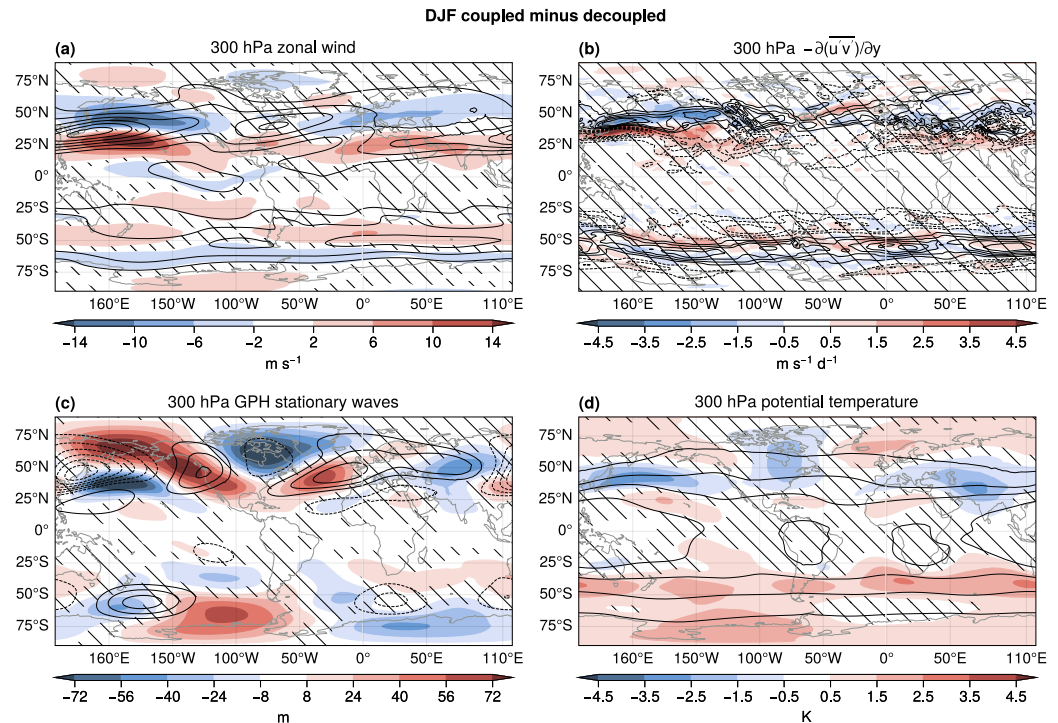 DJF coupled minus decoupled
(a) 300 hPa zonal wind
75°N
50°N
25°N
0°
25°S
50°S
75°S
160°E 150°W 100°W 50°W 0° 110°E
−14 −10 −6 −2 2 6 10 14
m s⁻¹
(b) 300 hPa −∂(u′v′)/∂y
75°N
50°N
25°N
0°
25°S
50°S
75°S
160°E 150°W 100°W 50°W 0° 110°E
−4.5 −3.5 −2.5 −1.5 −0.5 0.5 1.5 2.5 3.5 4.5
m s⁻¹ d⁻¹
(c) 300 hPa GPH stationary waves
75°N
50°N
25°N
0°
25°S
50°S
75°S
160°E 150°W 100°W 50°W 0° 110°E
−72 −56 −40 −24 −8 8 24 40 56 72
m
(d) 300 hPa potential temperature
75°N
50°N
25°N
0°
25°S
50°S
75°S
160°E 150°W 100°W 50°W 0° 110°E
−4.5 −3.5 −2.5 −1.5 −0.5 0.5 1.5 2.5 3.5 4.5
K